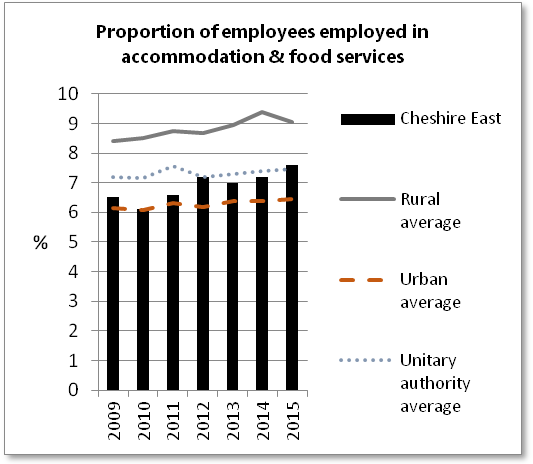 Proportion of employees employed in
accommodation & food services
10
9
8
7
6
5
4
3
2
1
0
%
2009
2010
2011
2012
2013
2014
2015
Cheshire East
Rural
average
Urban
average
Unitary
authority
average